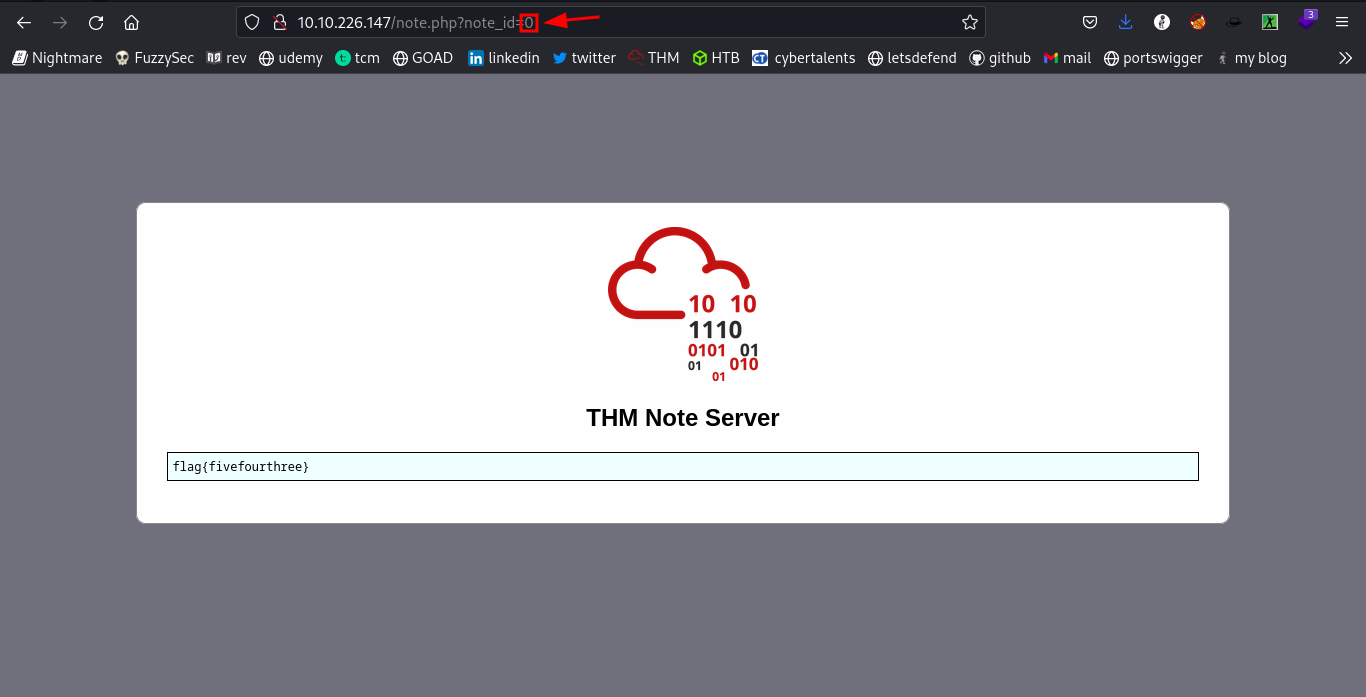 10.10.226.147/note.php?note_id=0
3
Nightmare FuzzySec rev udemy tcm GOAD linkedin twitter THM HTB CT cybertalents letsdefend github mail portswigger my blog
10 10
1110
0101 01
01 010
01
THM Note Server
flag{fivefourthree}